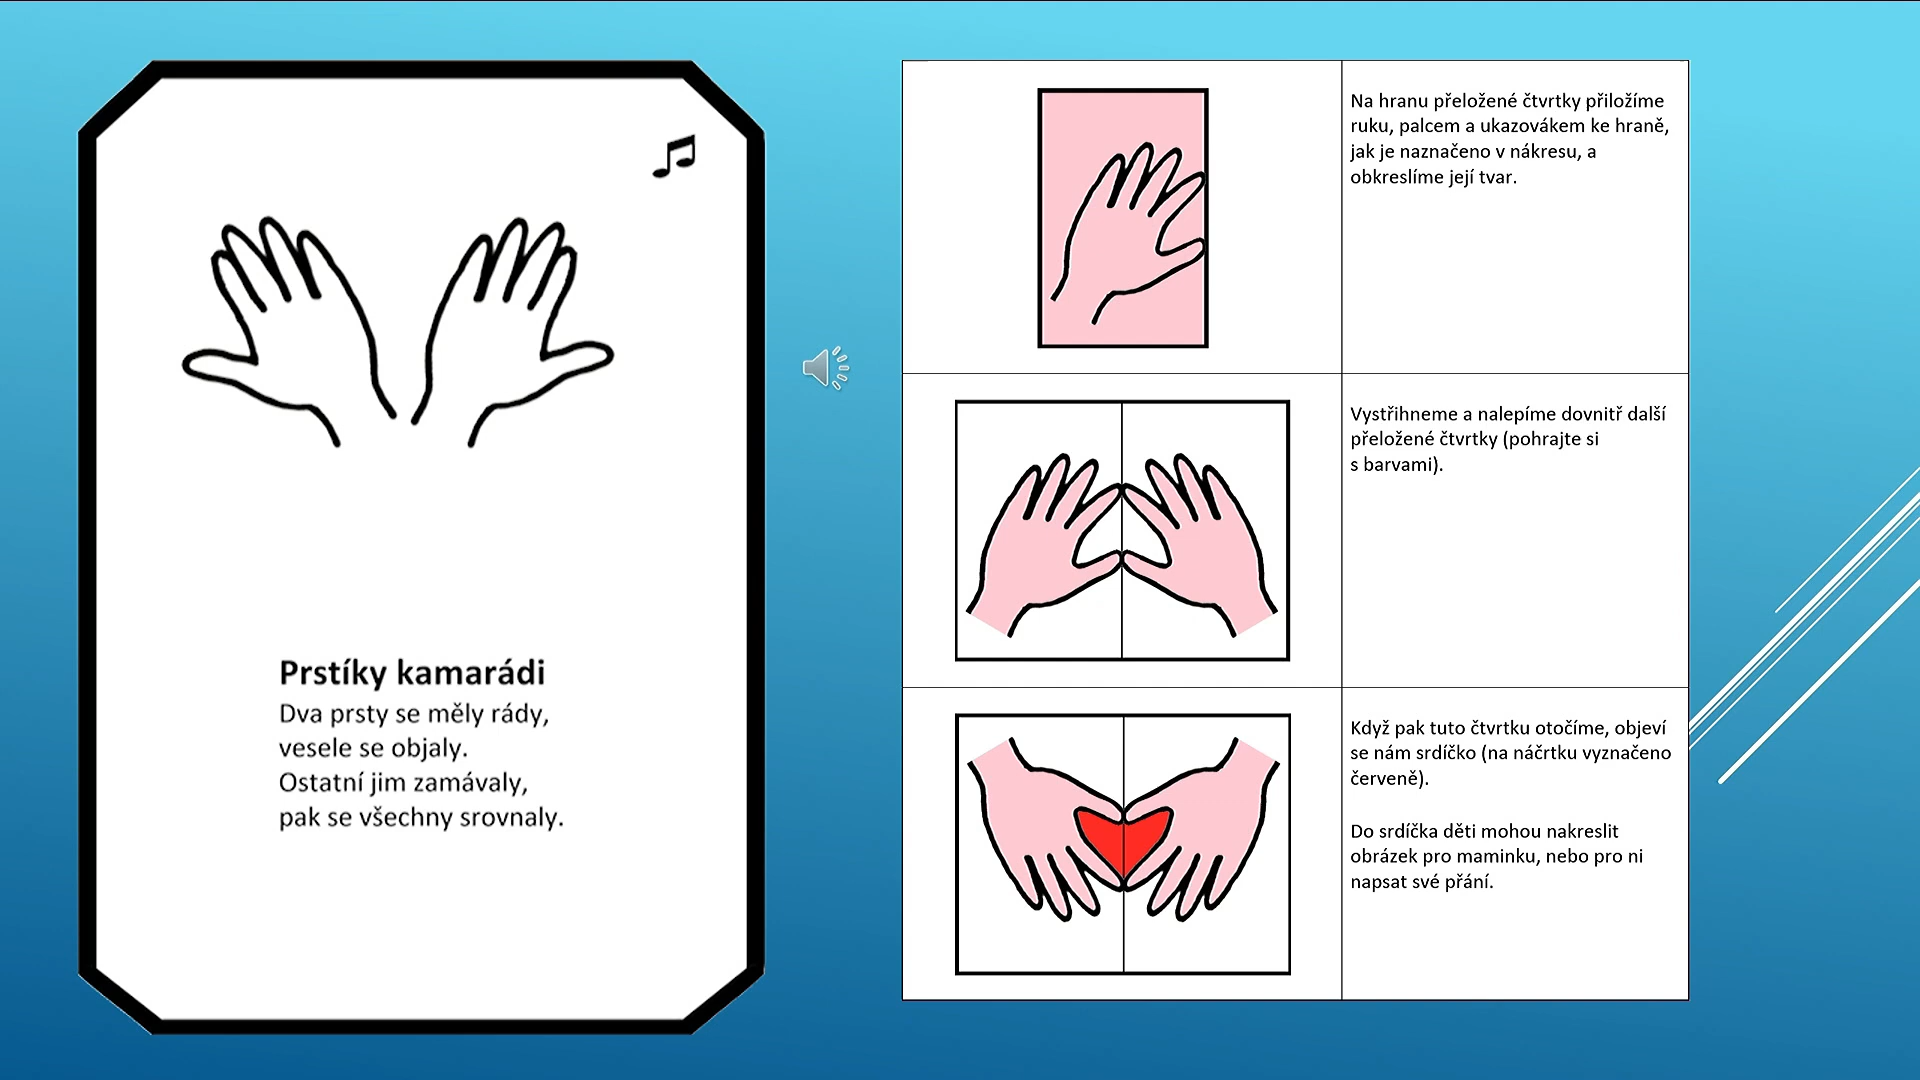 Prstíky kamarádi
Dva prsty se měly rády,
vesele se objaly.
Ostatní jim zamávaly,
pak se všechny srovnaly.
Na hranu přeložené čtvrtky přiložíme
ruku, palcem a ukazovákem ke hraně,
jak je naznačeno v nákresu, a
obkreslíme její tvar.
Vystřihneme a nalepíme dovnitř další
přeložené čtvrtky (pohrajte si
s barvami).
Když pak tuto čtvrtku otočíme, objeví
se nám srdíčko (na náčrtku vyznačeno
červeně).
Do srdíčka děti mohou nakreslit
obrázek pro maminku, nebo pro ni
napsat své přání.